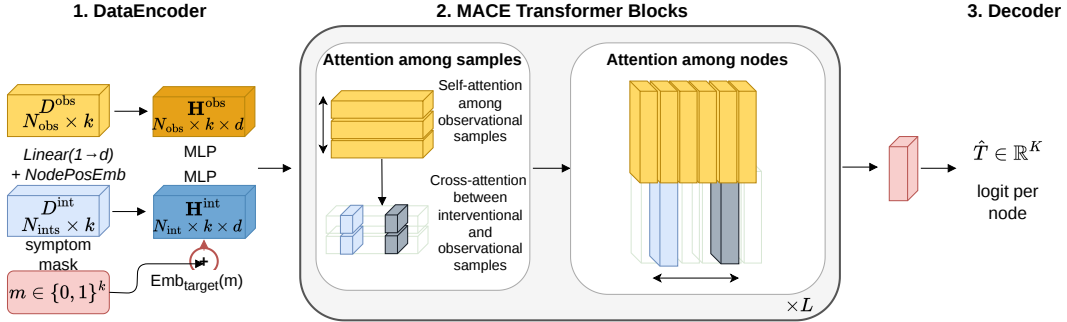 1. DataEncoder
2. MACE Transformer Blocks
3. Decoder
D^obs
N_obs × k
H^obs
N_obs × k × d
Linear(1→d)
+ NodePosEmb
MLP
MLP
D^int
N_ints × k
H^int
N_int × k × d
symptom
mask
m ∈ {0, 1}^k
+
Emb_target(m)
Attention among samples
Self-attention
among
observational
samples
Cross-attention
between
interventional
and
observational
samples
Attention among nodes
×L
T̂ ∈ ℝ^K
logit per
node